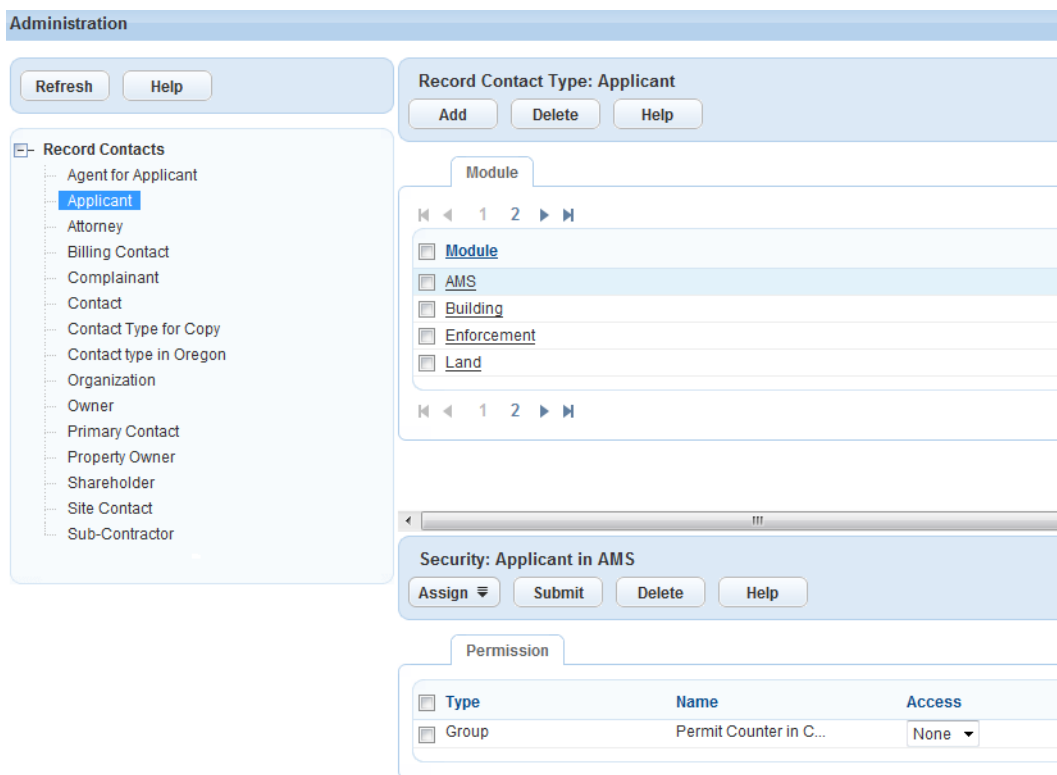 Administration
Refresh Help
Record Contacts
Agent for Applicant
Applicant
Attorney
Billing Contact
Complainant
Contact
Contact Type for Copy
Contact type in Oregon
Organization
Owner
Primary Contact
Property Owner
Shareholder
Site Contact
Sub-Contractor
Record Contact Type: Applicant
Add Delete Help
Module
1 2
Module
AMS
Building
Enforcement
Land
1 2
Security: Applicant in AMS
Assign Submit Delete Help
Permission
Type Name Access
Group Permit Counter in C... None